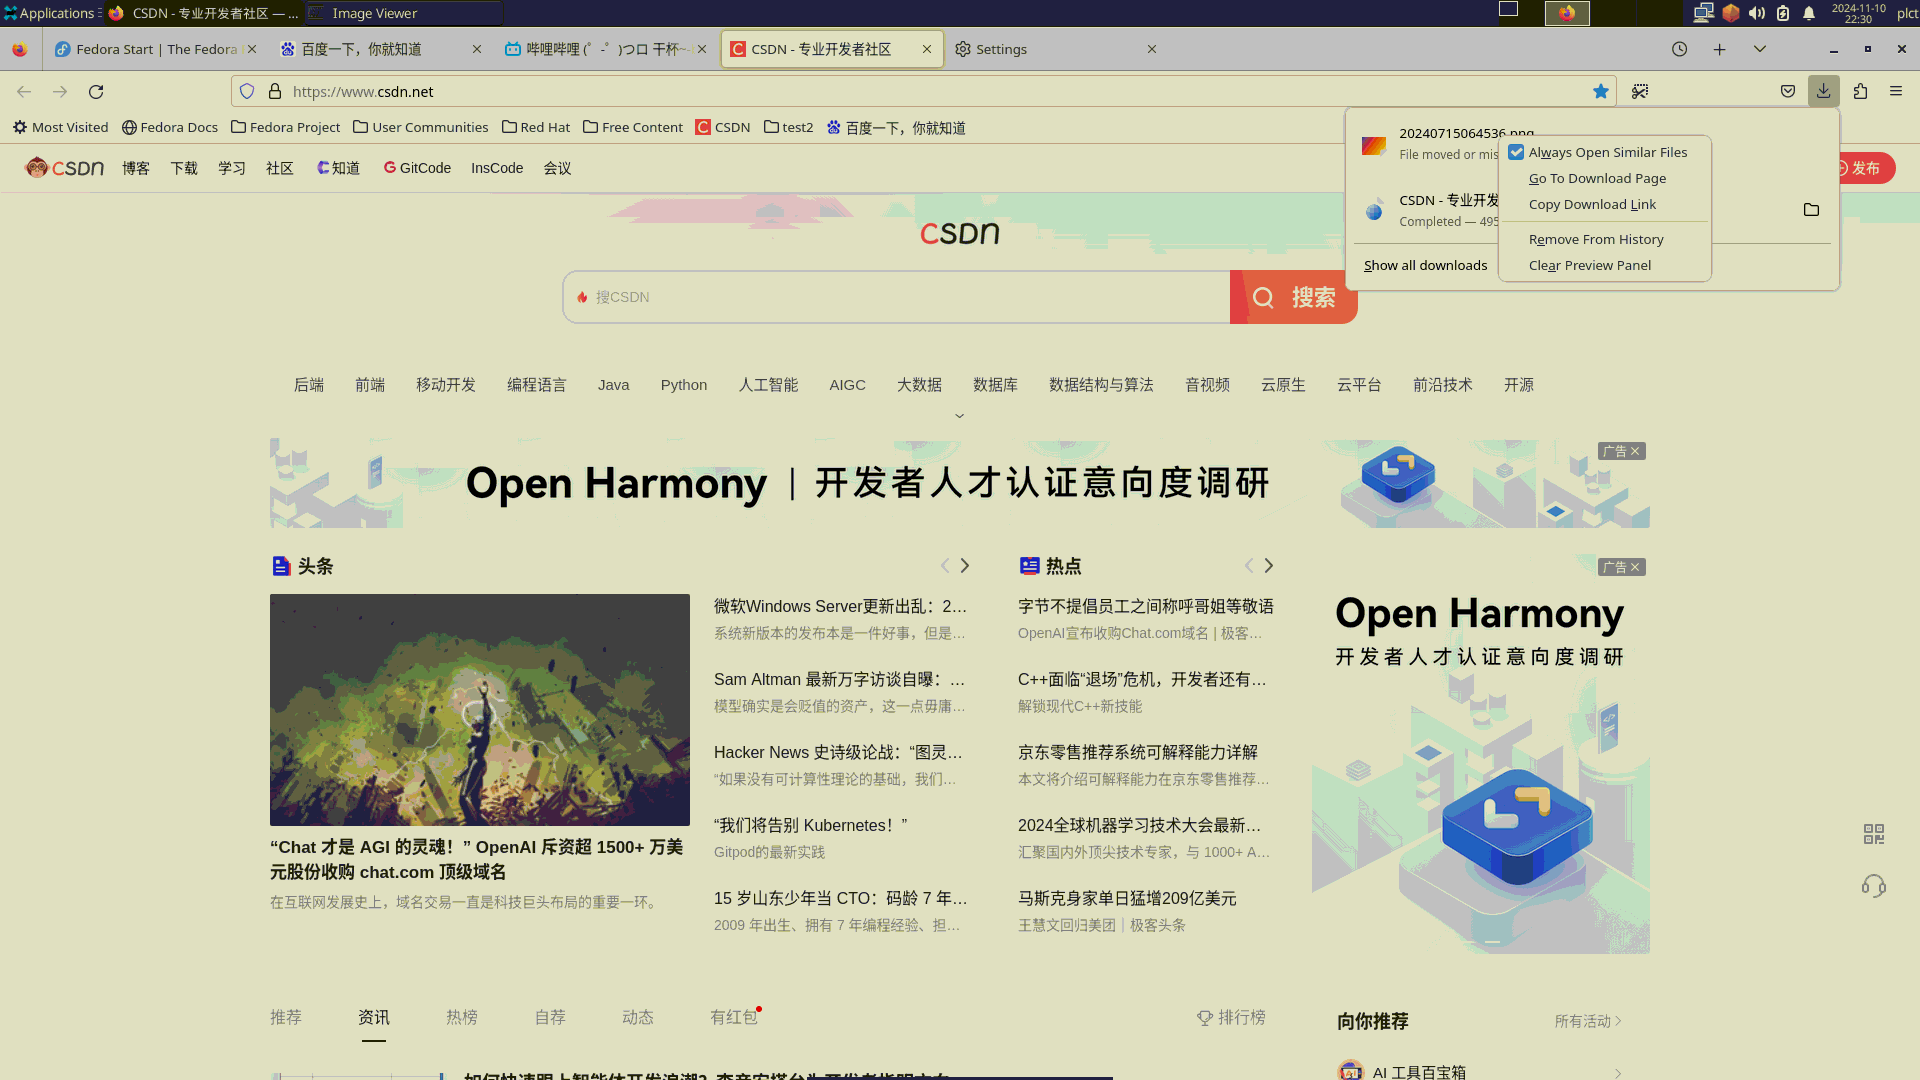 Applications
CSDN - 专业开发者社区 — ...
Image Viewer
2024-11-10
22:30
plct
Fedora Start | The Fedora
百度一下，你就知道
哔哩哔哩 (゜-゜)つロ 干杯~-
CSDN - 专业开发者社区
Settings
https://www.csdn.net
Most Visited
Fedora Docs
Fedora Project
User Communities
Red Hat
Free Content
CSDN
test2
百度一下，你就知道
20240715064536.png
File moved or mis
CSDN - 专业开发
Completed — 495
Show all downloads
Always Open Similar Files
Go To Download Page
Copy Download Link
Remove From History
Clear Preview Panel
CSDN
博客
下载
学习
社区
C知道
GitCode
InsCode
会议
发布
CSDN
搜CSDN
搜索
后端
前端
移动开发
编程语言
Java
Python
人工智能
AIGC
大数据
数据库
数据结构与算法
音视频
云原生
云平台
前沿技术
开源
Open Harmony | 开发者人才认证意向度调研
广告
头条
“Chat 才是 AGI 的灵魂！” OpenAI 斥资超 1500+ 万美
元股份收购 chat.com 顶级域名
在互联网发展史上，域名交易一直是科技巨头布局的重要一环。
微软Windows Server更新出乱：2…
系统新版本的发布本是一件好事，但是…
Sam Altman 最新万字访谈自曝：…
模型确实是会贬值的资产，这一点毋庸…
Hacker News 史诗级论战：“图灵…
“如果没有可计算性理论的基础，我们…
“我们将告别 Kubernetes！”
Gitpod的最新实践
15 岁山东少年当 CTO：码龄 7 年…
2009 年出生、拥有 7 年编程经验、担…
热点
字节不提倡员工之间称呼哥姐等敬语
OpenAI宣布收购Chat.com域名 | 极客…
C++面临“退场”危机，开发者还有…
解锁现代C++新技能
京东零售推荐系统可解释能力详解
本文将介绍可解释能力在京东零售推荐…
2024全球机器学习技术大会最新…
汇聚国内外顶尖技术专家，与 1000+ A…
马斯克身家单日猛增209亿美元
王慧文回归美团｜极客头条
广告
Open Harmony
开发者人才认证意向度调研
推荐
资讯
热榜
自荐
动态
有红包
排行榜
向你推荐
所有活动
AI 工具百宝箱